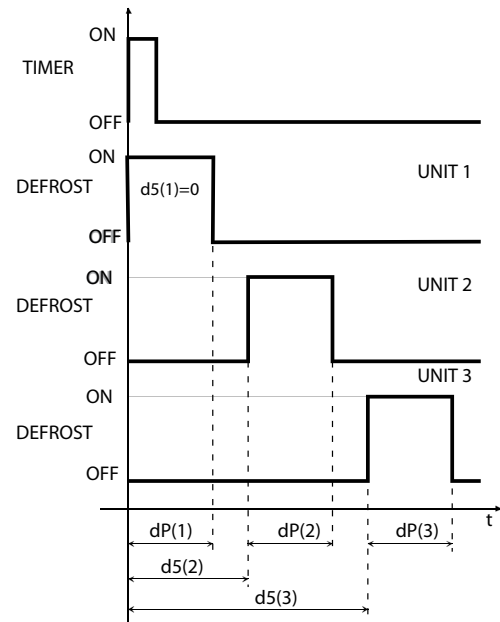 ON
TIMER
OFF
ON
UNIT 1
DEFROST
d5(1)=0
OFF
ON
UNIT 2
DEFROST
OFF
UNIT 3
ON
DEFROST
OFF
t
dP(1)
dP(2)
dP(3)
d5(2)
d5(3)